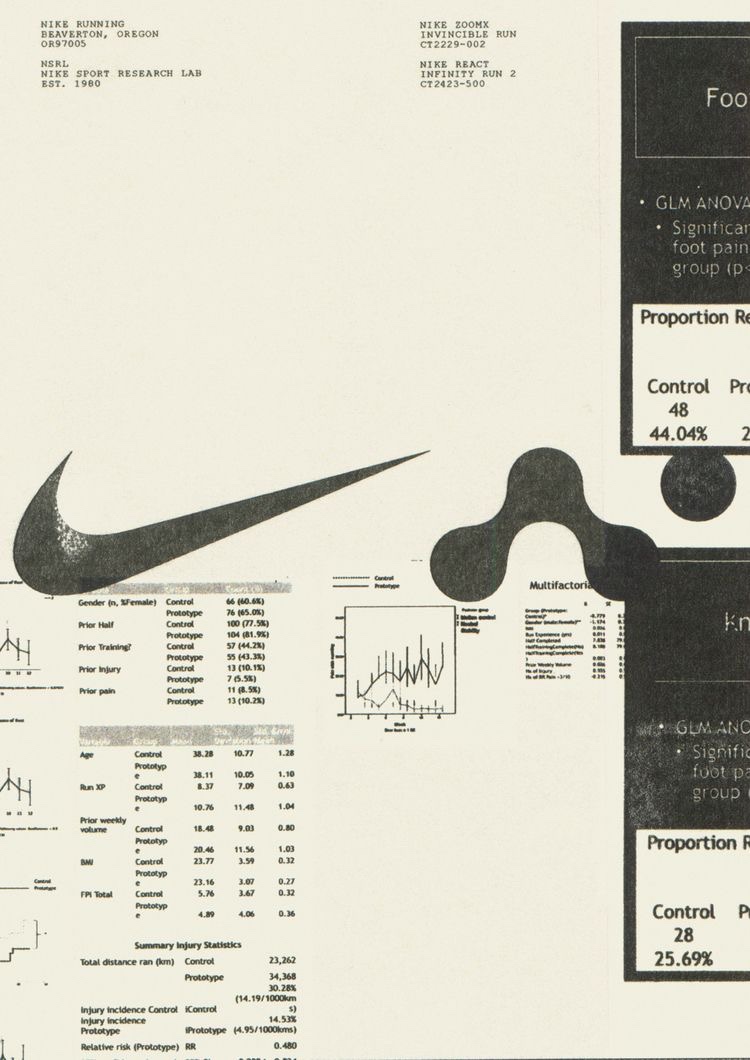 NIKE RUNNING
BEAVERTON, OREGON
OR97005
NSRL
NIKE SPORT RESEARCH LAB
EST. 1980
NIKE ZOOMX
INVINCIBLE RUN
CT2229-002
NIKE REACT
INFINITY RUN 2
CT2423-500
Foo
• GLM ANOVA
• Significan
foot pain
group (p<
Proportion Re
Control Pro
48
44.04% 2
Gender (n, %Female) Control 66 (60.6%)
Prototype 76 (65.0%)
Prior Half Control 100 (77.5%)
Prototype 104 (81.9%)
Prior Training? Control 57 (44.2%)
Prototype 55 (43.3%)
Prior Injury Control 13 (10.1%)
Prototype 7 (5.5%)
Prior pain Control 11 (8.5%)
Prototype 13 (10.2%)
Age Control 38.28 10.77 1.28
Prototyp
e 38.11 10.05 1.10
Run XP Control 8.37 7.09 0.63
Prototyp
e 10.76 11.48 1.04
Prior weekly
volume Control 18.48 9.03 0.80
Prototyp
e 20.46 11.56 1.03
BMI Control 23.77 3.59 0.32
Prototyp
e 23.16 3.07 0.27
FPI Total Control 5.76 3.67 0.32
Prototyp
e 4.89 4.06 0.36
Summary Injury Statistics
Total distance ran (km) Control 23,262
Prototype 34,368
30.28%
(14.19/1000km
Injury incidence Control iControl s)
Injury incidence 14.53%
Prototype iPrototype (4.95/1000kms)
Relative risk (Prototype) RR 0.480
Control
Prototype
Week
Multifactoria
Control
Prototype
Kn
• GLM ANO
• Signific
foot pa
group (
Proportion R
Control P
28
25.69%